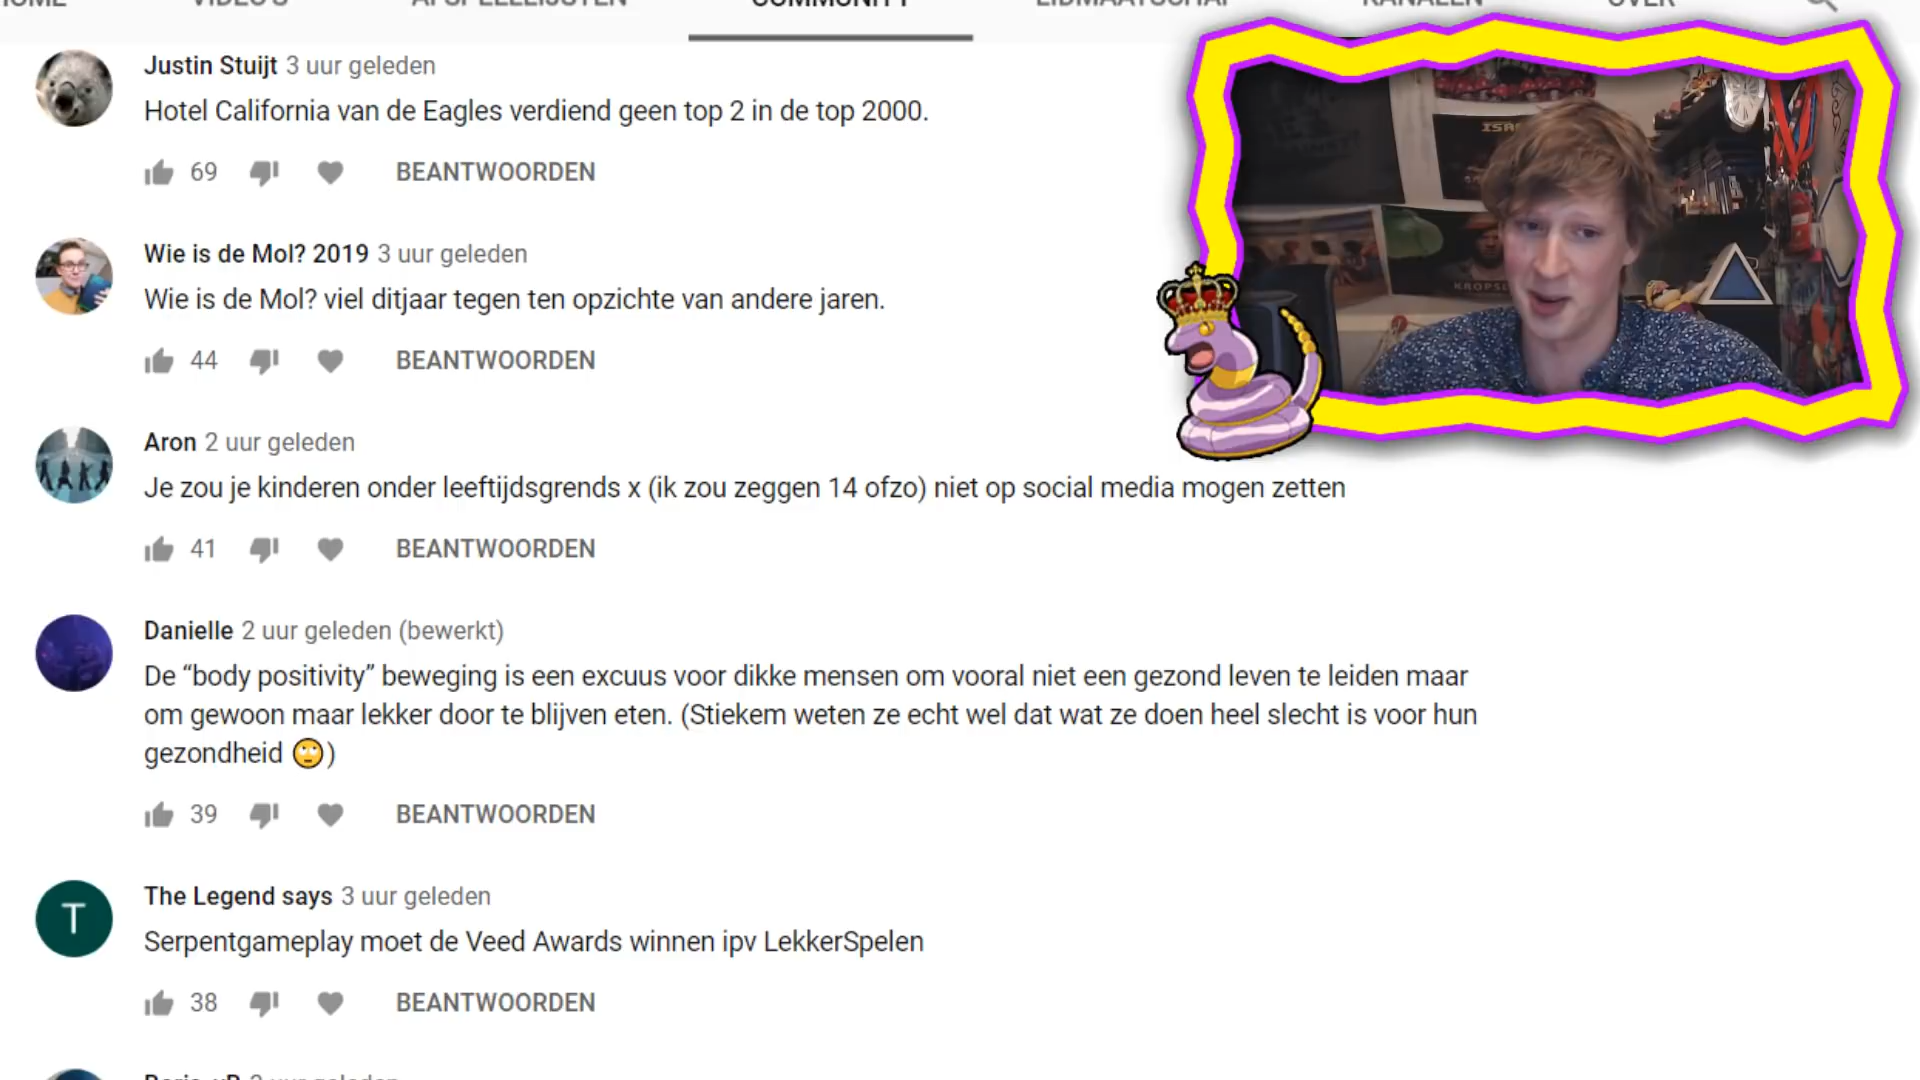 COMMUNITY
Justin Stuijt 3 uur geleden
Hotel California van de Eagles verdiend geen top 2 in de top 2000.
69 BEANTWOORDEN
Wie is de Mol? 2019 3 uur geleden
Wie is de Mol? viel ditjaar tegen ten opzichte van andere jaren.
44 BEANTWOORDEN
Aron 2 uur geleden
Je zou je kinderen onder leeftijdsgrends x (ik zou zeggen 14 ofzo) niet op social media mogen zetten
41 BEANTWOORDEN
Danielle 2 uur geleden (bewerkt)
De “body positivity” beweging is een excuus voor dikke mensen om vooral niet een gezond leven te leiden maar
om gewoon maar lekker door te blijven eten. (Stiekem weten ze echt wel dat wat ze doen heel slecht is voor hun
gezondheid 🙄)
39 BEANTWOORDEN
T
The Legend says 3 uur geleden
Serpentgameplay moet de Veed Awards winnen ipv LekkerSpelen
38 BEANTWOORDEN